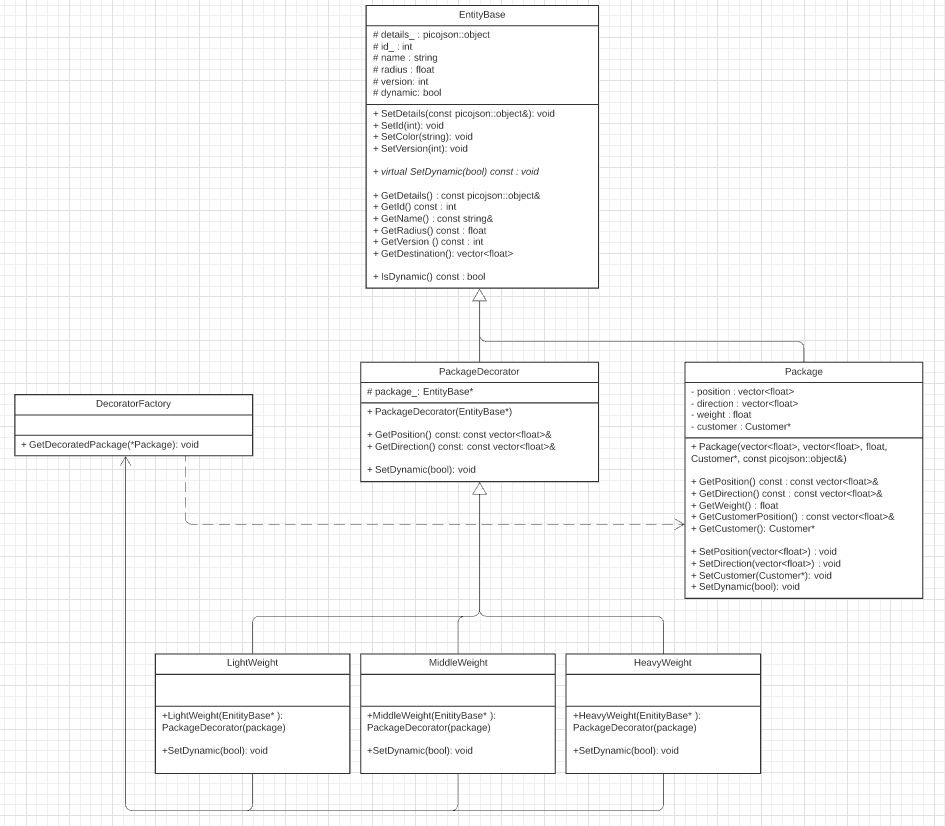 EntityBase
# details_ : picojson::object
# id_ : int
# name : string
# radius : float
# version: int
# dynamic: bool
+ SetDetails(const picojson::object&): void
+ SetId(int): void
+ SetColor(string): void
+ SetVersion(int): void
+ virtual SetDynamic(bool) const : void
+ GetDetails() : const picojson::object&
+ GetId() const : int
+ GetName() : const string&
+ GetRadius() const : float
+ GetVersion () const : int
+ GetDestination(): vector<float>
+ IsDynamic() const : bool
DecoratorFactory
+ GetDecoratedPackage(*Package): void
PackageDecorator
# package_: EntityBase*
+ PackageDecorator(EntityBase*)
+ GetPosition() const: const vector<float>&
+ GetDirection() const: const vector<float>&
+ SetDynamic(bool): void
Package
- position : vector<float>
- direction : vector<float>
- weight : float
- customer : Customer*
+ Package(vector<float>, vector<float>, float,
Customer*, const picojson::object&)
+ GetPosition() const : const vector<float>&
+ GetDirection() const : const vector<float>&
+ GetWeight() : float
+ GetCustomerPosition() : const vector<float>&
+ GetCustomer(): Customer*
+ SetPosition(vector<float>) : void
+ SetDirection(vector<float>) : void
+ SetCustomer(Customer*): void
+ SetDynamic(bool): void
LightWeight
+LightWeight(EnitityBase* ):
PackageDecorator(package)
+SetDynamic(bool): void
MiddleWeight
+MiddleWeight(EnitityBase* ):
PackageDecorator(package)
+SetDynamic(bool): void
HeavyWeight
+HeavyWeight(EnitityBase* ):
PackageDecorator(package)
+SetDynamic(bool): void